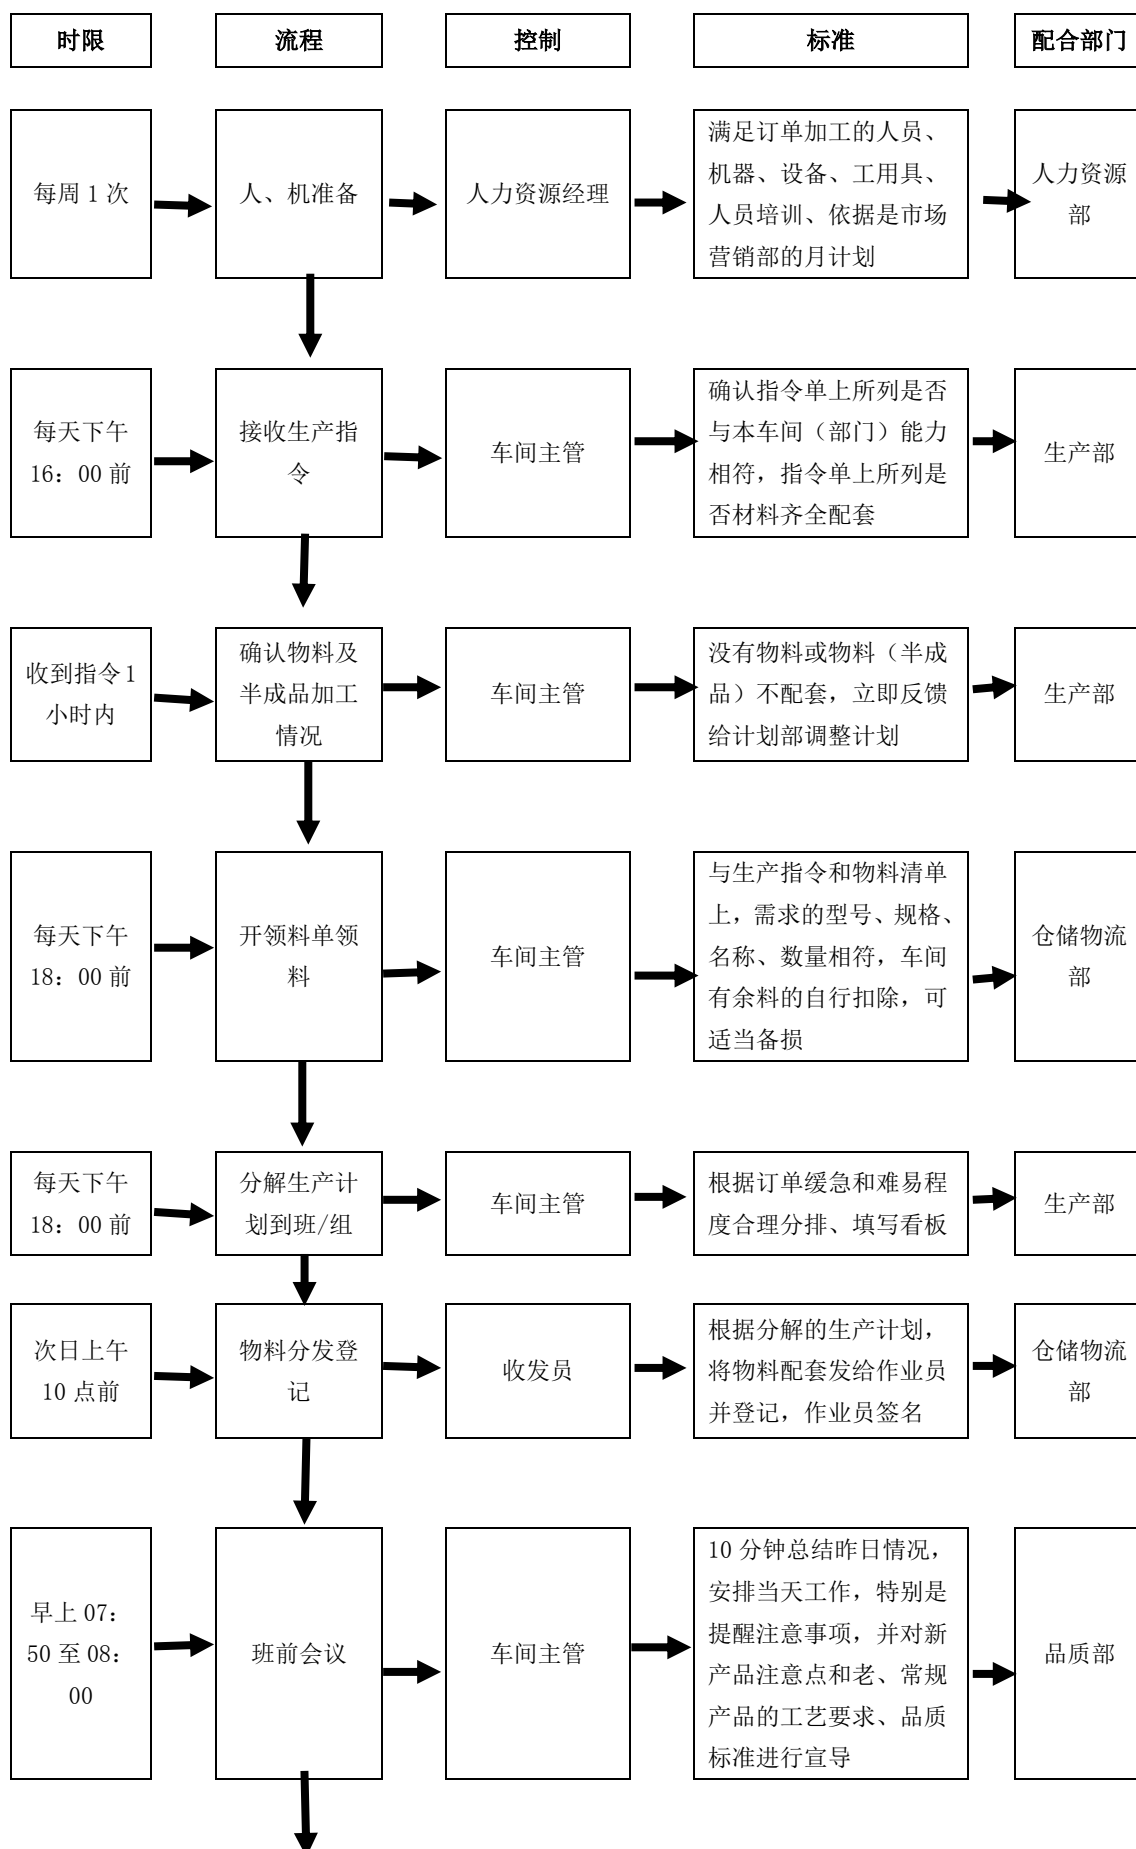 时限
流程
控制
标准
配合部门
每周 1 次
人、机准备
人力资源经理
满足订单加工的人员、
机器、设备、工用具、
人员培训、依据是市场
营销部的月计划
人力资源
部
每天下午
16：00 前
接收生产指
令
车间主管
确认指令单上所列是否
与本车间（部门）能力
相符，指令单上所列是
否材料齐全配套
生产部
收到指令 1
小时内
确认物料及
半成品加工
情况
车间主管
没有物料或物料（半成
品）不配套，立即反馈
给计划部调整计划
生产部
每天下午
18：00 前
开领料单领
料
车间主管
与生产指令和物料清单
上，需求的型号、规格、
名称、数量相符，车间
有余料的自行扣除，可
适当备损
仓储物流
部
每天下午
18：00 前
分解生产计
划到班/组
车间主管
根据订单缓急和难易程
度合理分排、填写看板
生产部
次日上午
10 点前
物料分发登
记
收发员
根据分解的生产计划，
将物料配套发给作业员
并登记，作业员签名
仓储物流
部
早上 07：
50 至 08：
00
班前会议
车间主管
10 分钟总结昨日情况，
安排当天工作，特别是
提醒注意事项，并对新
产品注意点和老、常规
产品的工艺要求、品质
标准进行宣导
品质部